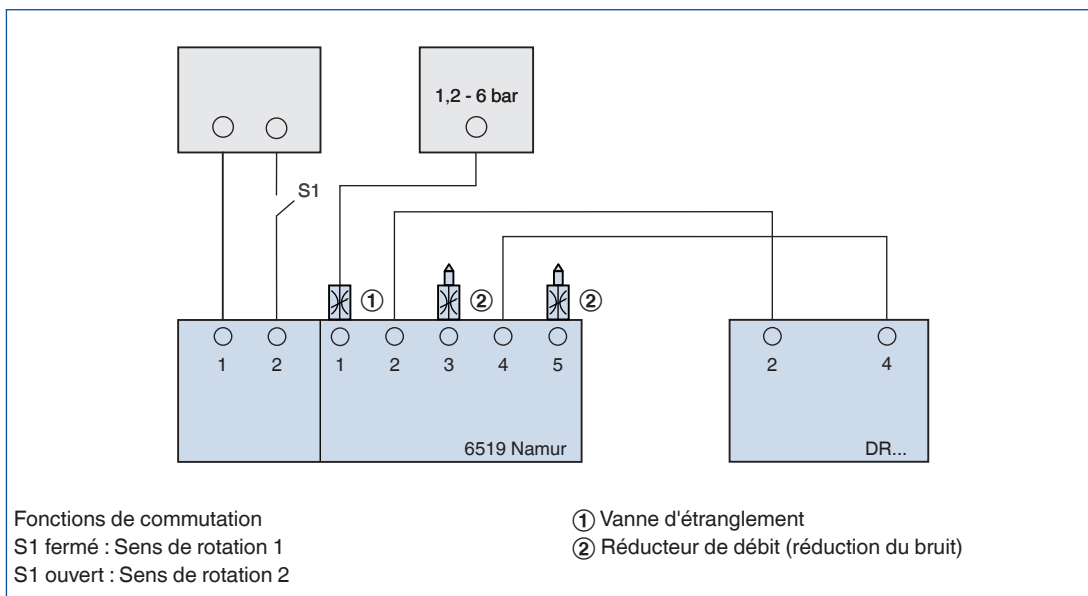 1,2 - 6 bar
S1
① ② ②
1 2 1 2 3 4 5 2 4
6519 Namur DR...
Fonctions de commutation
S1 fermé : Sens de rotation 1
S1 ouvert : Sens de rotation 2
① Vanne d'étranglement
② Réducteur de débit (réduction du bruit)